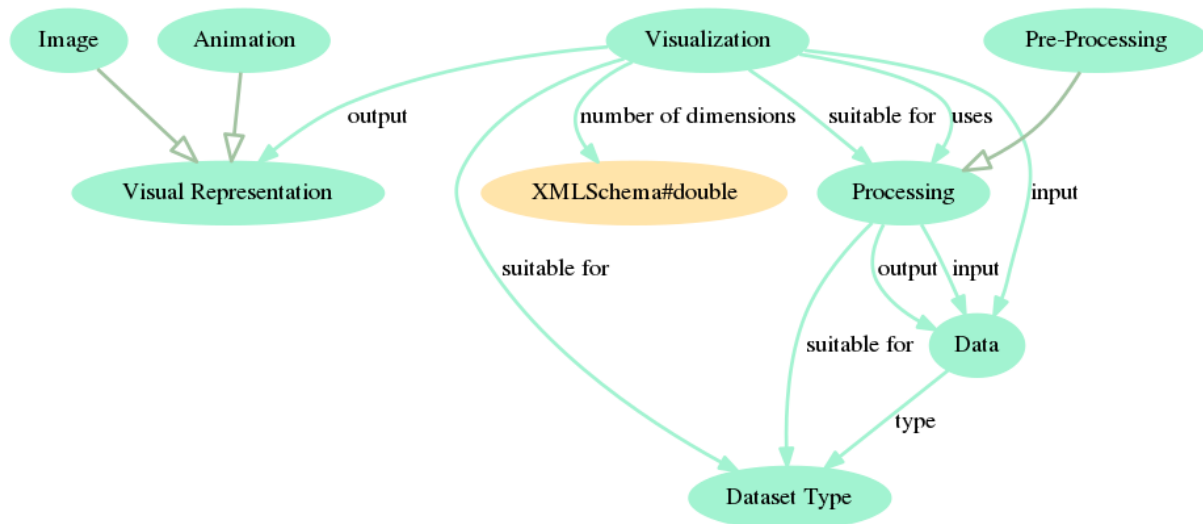 Image
Animation
Visualization
Pre-Processing
output
number of dimensions
suitable for
uses
Visual Representation
XMLSchema#double
Processing
input
suitable for
output
input
suitable for
Data
type
Dataset Type